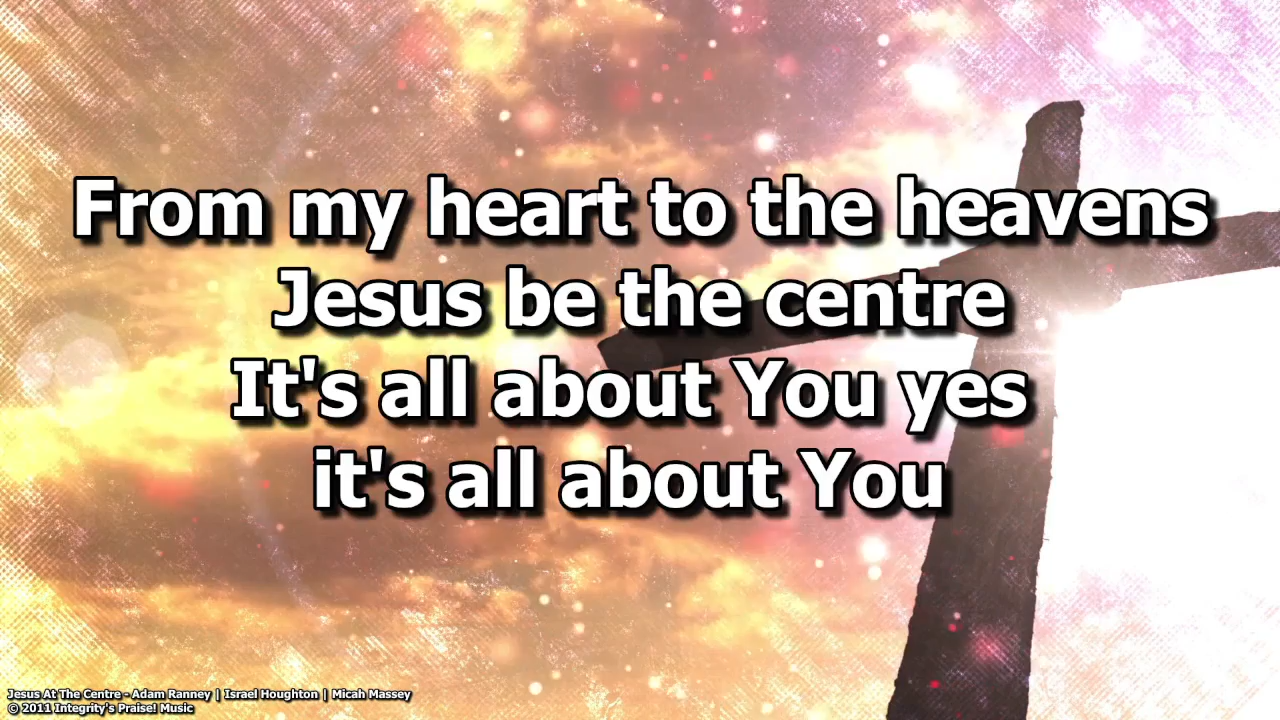 From my heart to the heavens
Jesus be the centre
It's all about You yes
it's all about You
Jesus At The Centre - Adam Ranney | Israel Houghton | Micah Massey
© 2011 Integrity's Praise! Music